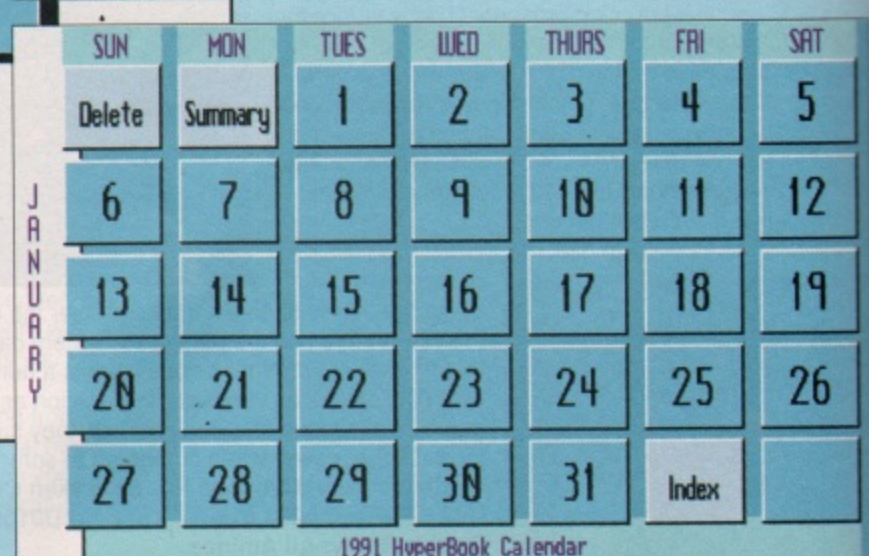 SUN MON TUES WED THURS FRI SAT
Delete Summary 1 2 3 4 5
JANUARY
6 7 8 9 10 11 12
13 14 15 16 17 18 19
20 21 22 23 24 25 26
27 28 29 30 31 Index
1991 HyperBook Calendar